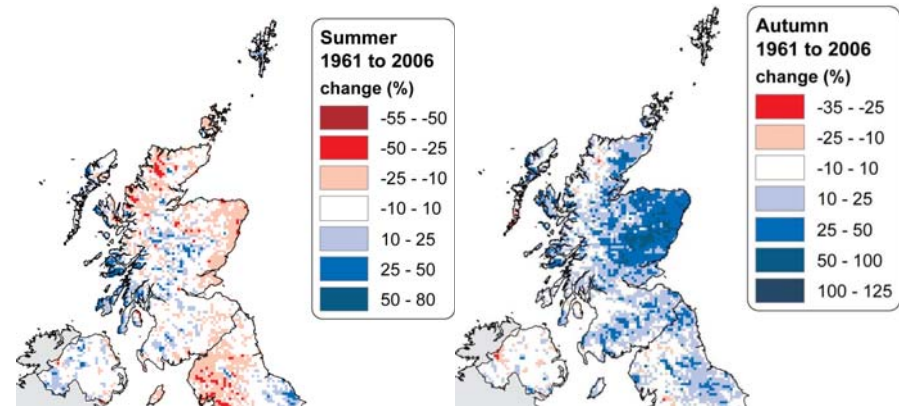 Summer
1961 to 2006
change (%)
-55 - -50
-50 - -25
-25 - -10
-10 - 10
10 - 25
25 - 50
50 - 80
Autumn
1961 to 2006
change (%)
-35 - -25
-25 - -10
-10 - 10
10 - 25
25 - 50
50 - 100
100 - 125